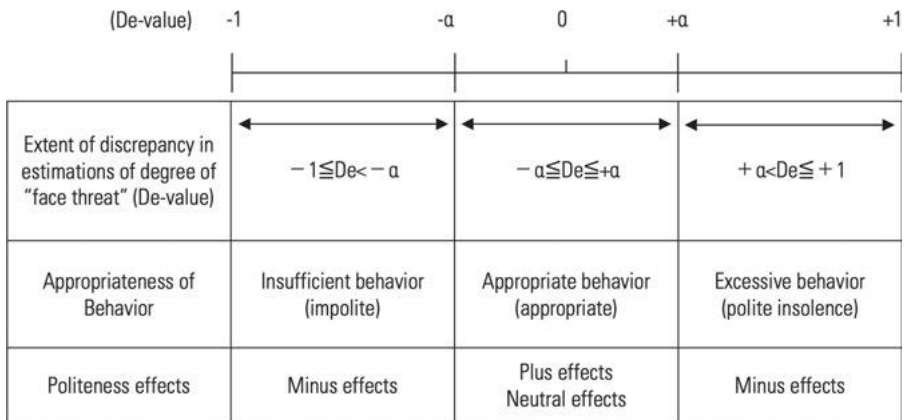 (De-value) -1 -α 0 +α +1
Extent of discrepancy in
estimations of degree of
“face threat” (De-value)
－1≦De<－α
－α≦De≦+α
＋α<De≦＋1
Appropriateness of
Behavior
Insufficient behavior
(impolite)
Appropriate behavior
(appropriate)
Excessive behavior
(polite insolence)
Politeness effects
Minus effects
Plus effects
Neutral effects
Minus effects